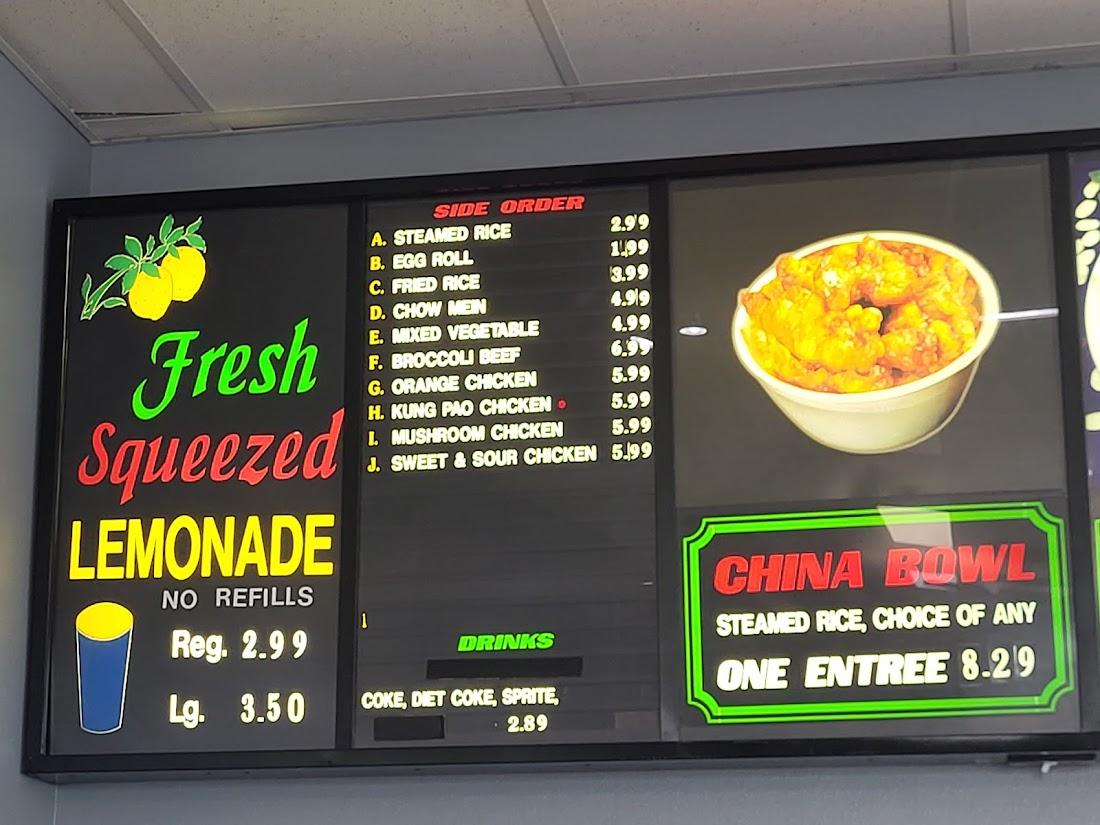 Fresh
Squeezed
LEMONADE
NO REFILLS
Reg. 2.99
Lg. 3.50
SIDE ORDER
A. STEAMED RICE 2.99
B. EGG ROLL 1.99
C. FRIED RICE 3.99
D. CHOW MEIN 4.99
E. MIXED VEGETABLE 4.99
F. BROCCOLI BEEF 6.99
G. ORANGE CHICKEN 5.99
H. KUNG PAO CHICKEN 5.99
I. MUSHROOM CHICKEN 5.99
J. SWEET & SOUR CHICKEN 5.99
DRINKS
COKE, DIET COKE, SPRITE,
2.89
CHINA BOWL
STEAMED RICE, CHOICE OF ANY
ONE ENTREE 8.29